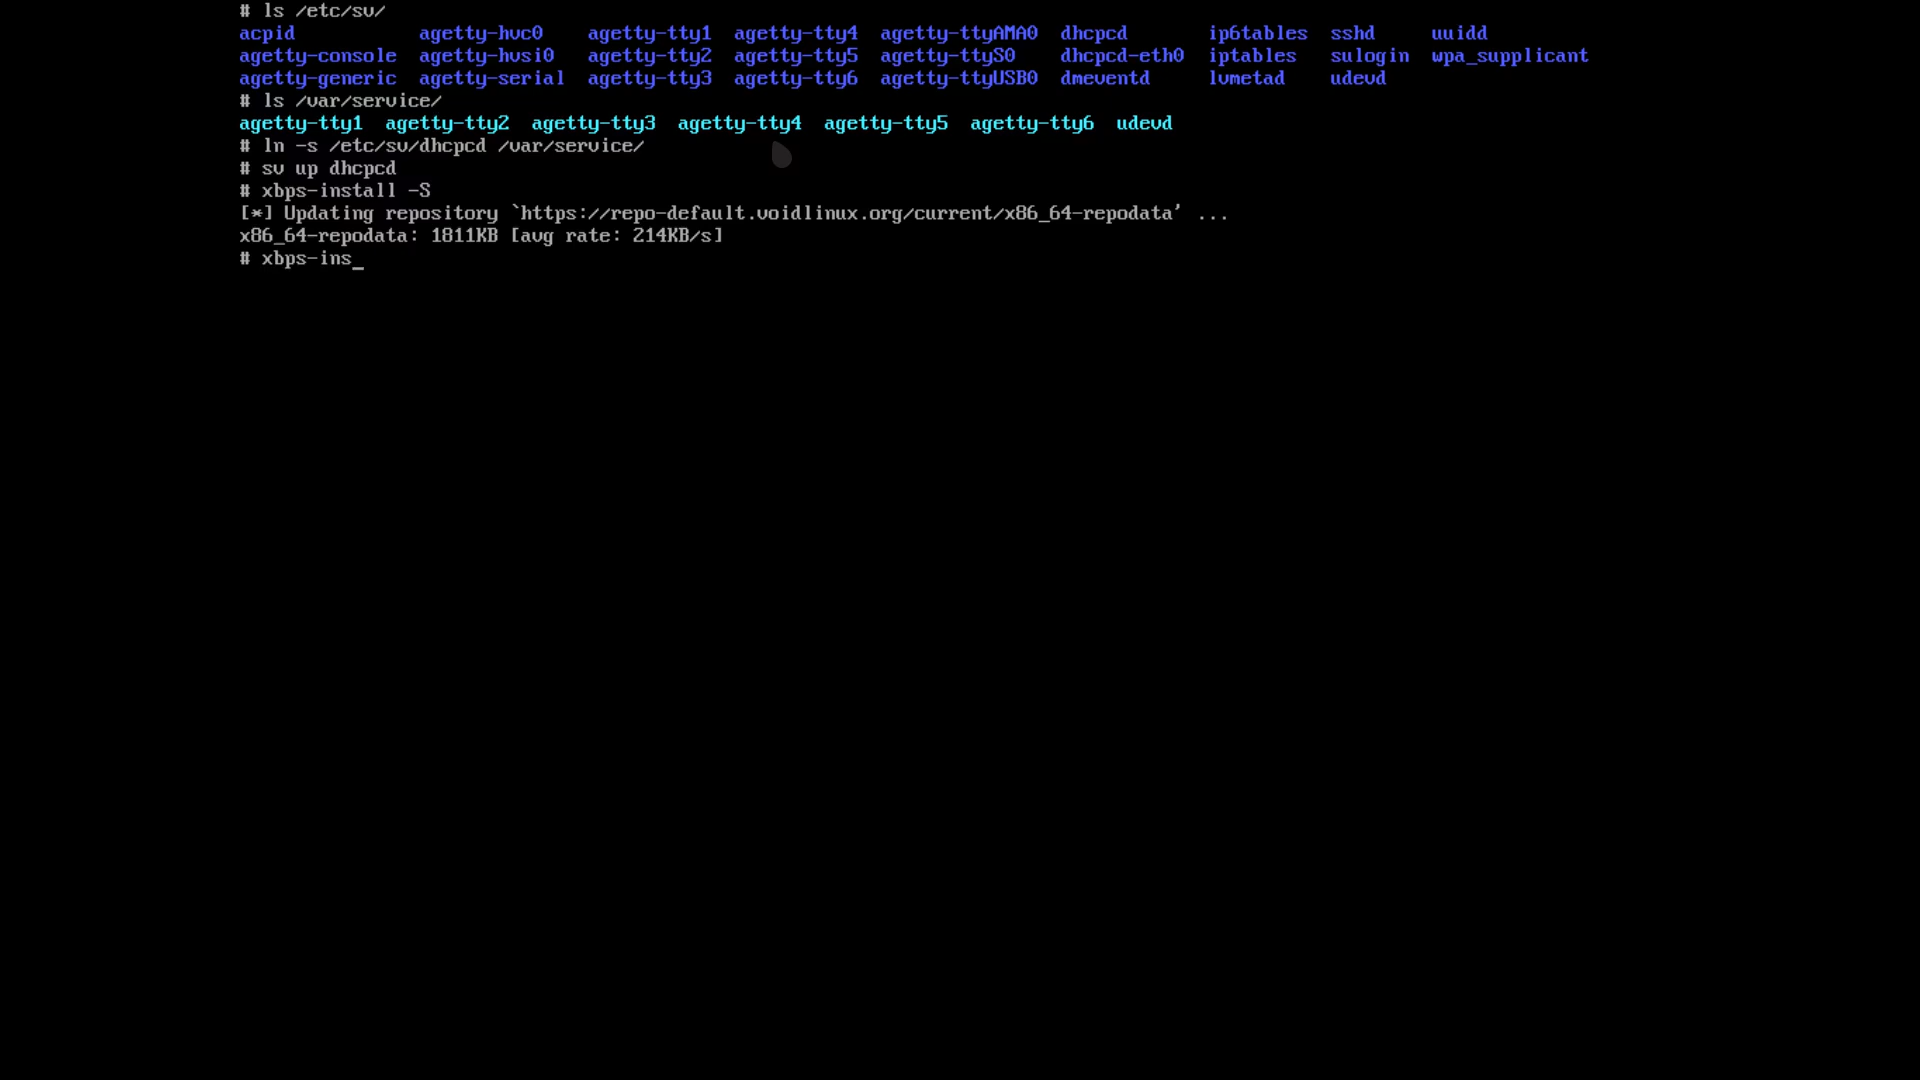 # ls /etc/sv/
acpid agetty-hvc0 agetty-tty1 agetty-tty4 agetty-ttyAMA0 dhcpcd ip6tables sshd uuidd
agetty-console agetty-hvsi0 agetty-tty2 agetty-tty5 agetty-ttyS0 dhcpcd-eth0 iptables sulogin wpa_supplicant
agetty-generic agetty-serial agetty-tty3 agetty-tty6 agetty-ttyUSB0 dmeventd lvmetad udevd
# ls /var/service/
agetty-tty1 agetty-tty2 agetty-tty3 agetty-tty4 agetty-tty5 agetty-tty6 udevd
# ln -s /etc/sv/dhcpcd /var/service/
# sv up dhcpcd
# xbps-install -S
[*] Updating repository `https://repo-default.voidlinux.org/current/x86_64-repodata' ...
x86_64-repodata: 1811KB [avg rate: 214KB/s]
# xbps-ins_